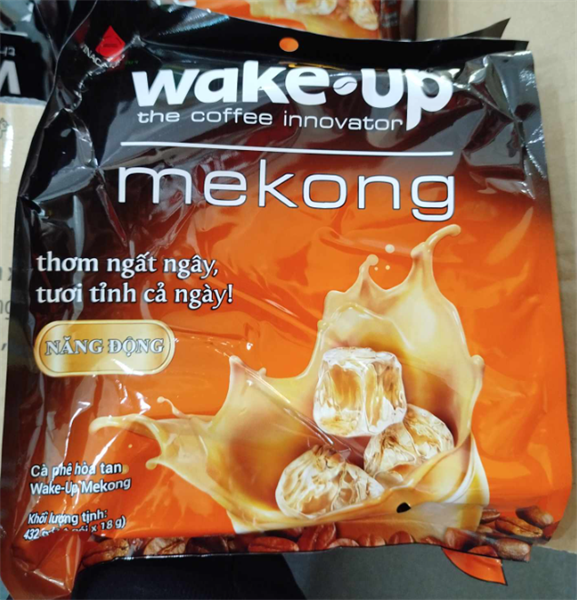 wake-up
the coffee innovator
mekong
thơm ngất ngây,
tươi tỉnh cả ngày!
NĂNG ĐỘNG
Cà phê hòa tan
Wake-Up Mekong
Khối lượng tịnh:
x 18 g)